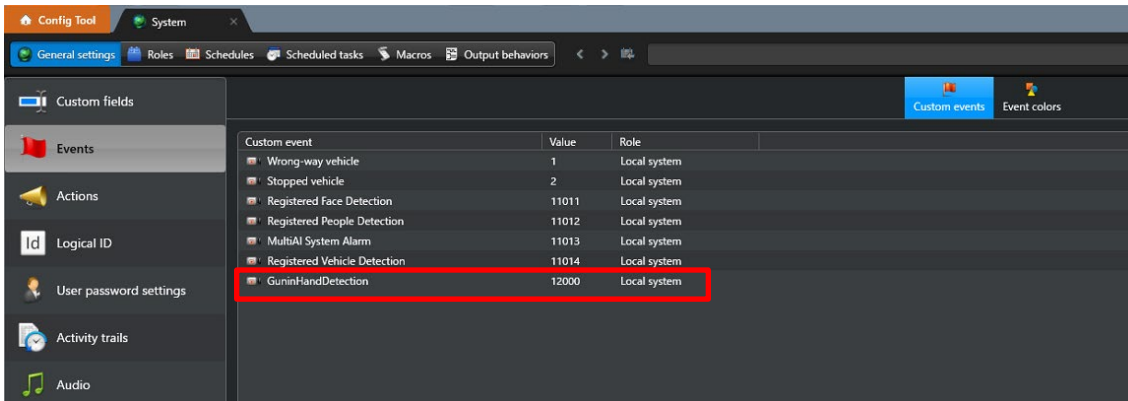 Config Tool System
General settings Roles Schedules Scheduled tasks Macros Output behaviors
Custom fields
Custom events Event colors
Events
Actions
Id Logical ID
User password settings
Activity trails
Audio
Custom event Value Role
Wrong-way vehicle 1 Local system
Stopped vehicle 2 Local system
Registered Face Detection 11011 Local system
Registered People Detection 11012 Local system
MultiAI System Alarm 11013 Local system
Registered Vehicle Detection 11014 Local system
GuninHandDetection 12000 Local system